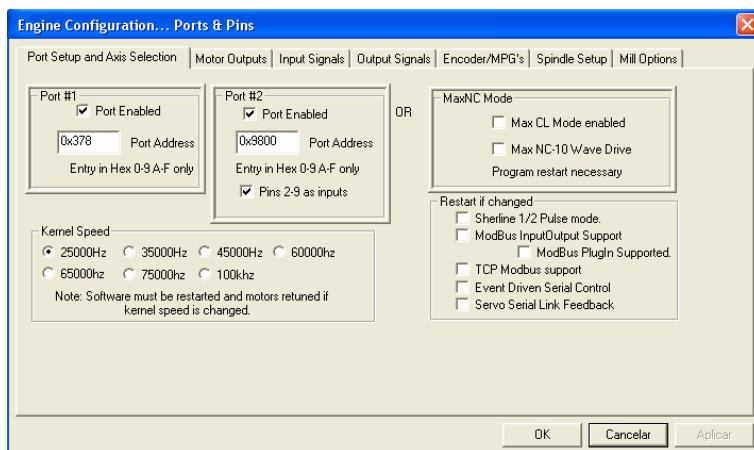 Engine Configuration... Ports & Pins
Port Setup and Axis Selection Motor Outputs Input Signals Output Signals Encoder/MPG's Spindle Setup Mill Options
Port #1
Port Enabled
0x378 Port Address
Entry in Hex 0-9 A-F only
Port #2
Port Enabled
0x9800 Port Address
Entry in Hex 0-9 A-F only
Pins 2-9 as inputs
OR
MaxNC Mode
Max CL Mode enabled
Max NC-10 Wave Drive
Program restart necessary
Kernel Speed
25000Hz 35000Hz 45000Hz 60000hz
65000hz 75000hz 100khz
Note: Software must be restarted and motors retuned if
kernel speed is changed.
Restart if changed
Sherline 1/2 Pulse mode.
ModBus InputOutput Support
ModBus PlugIn Supported.
TCP Modbus support
Event Driven Serial Control
Servo Serial Link Feedback
OK Cancelar Aplicar